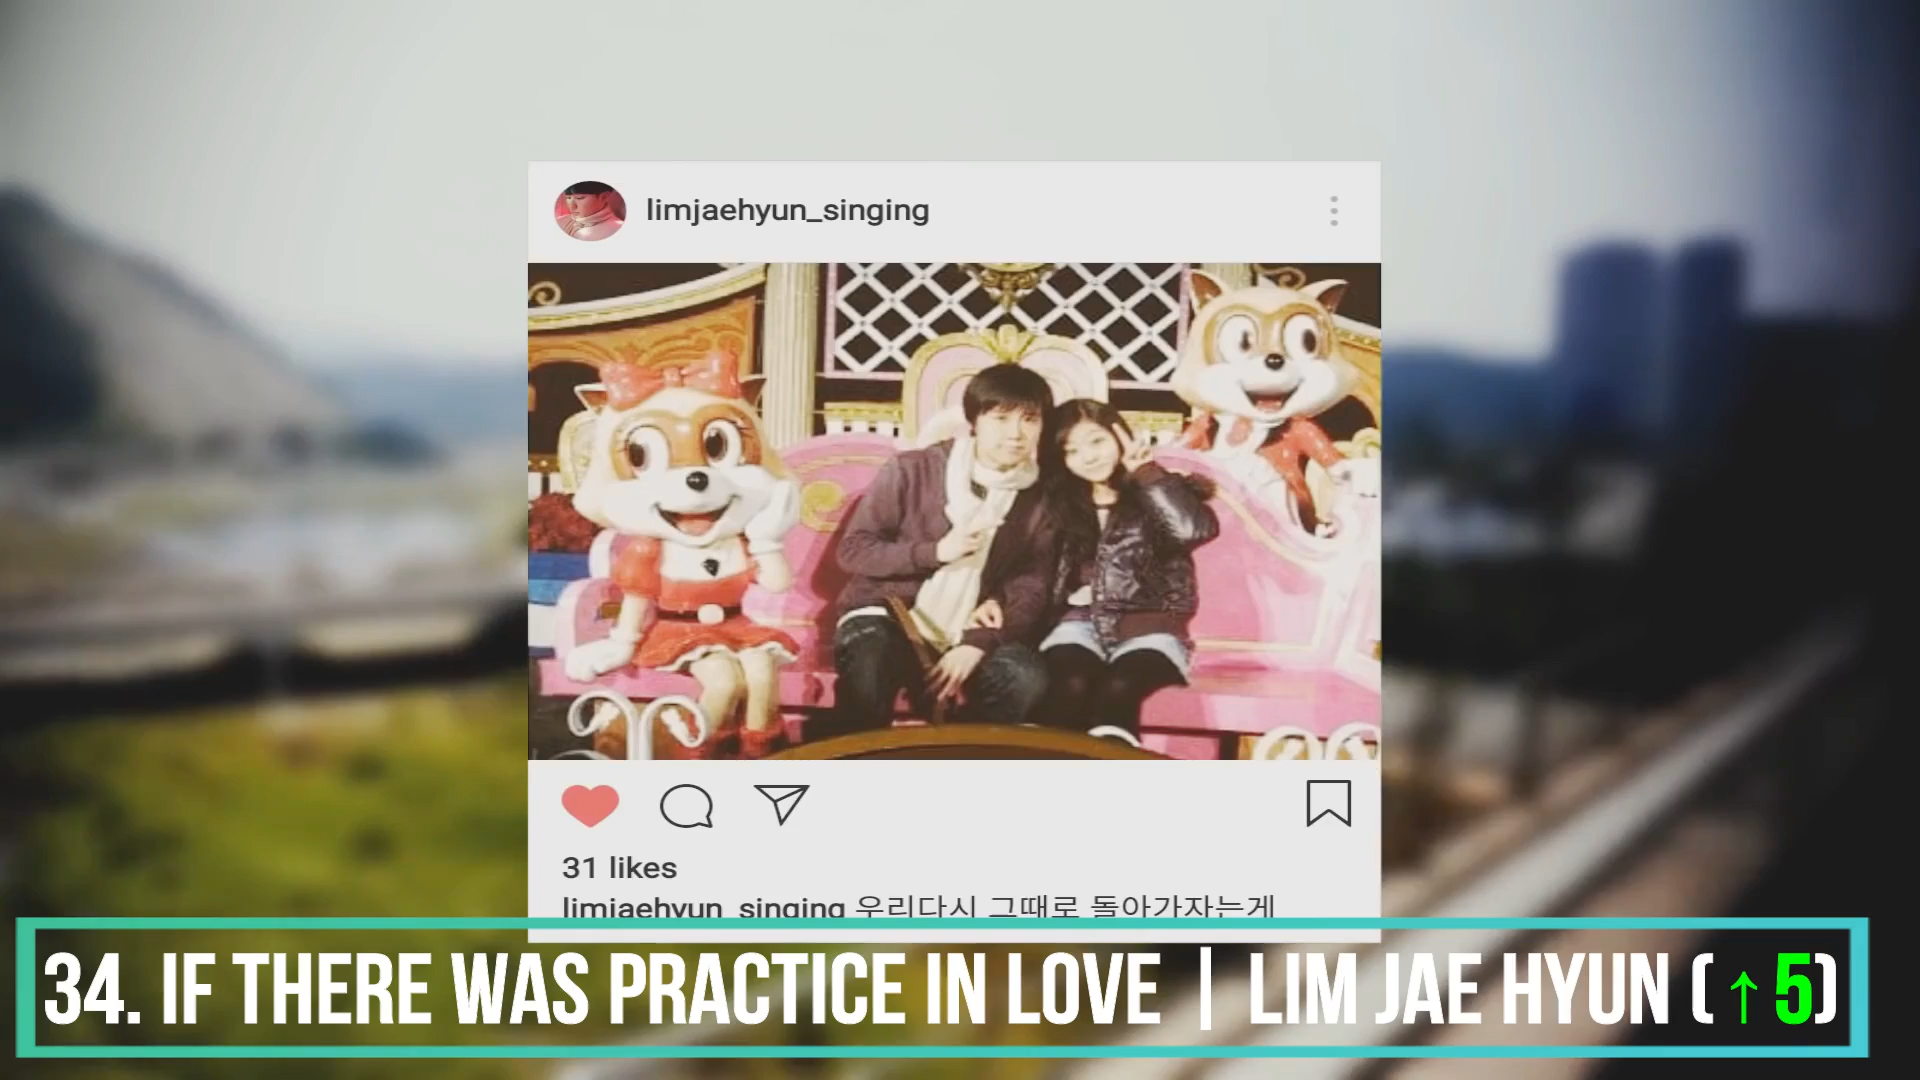 limjaehyun_singing
31 likes
limjaehyun_singing 우리다시 그때로 돌아가자는게
34. IF THERE WAS PRACTICE IN LOVE | LIM JAE HYUN (↑5)